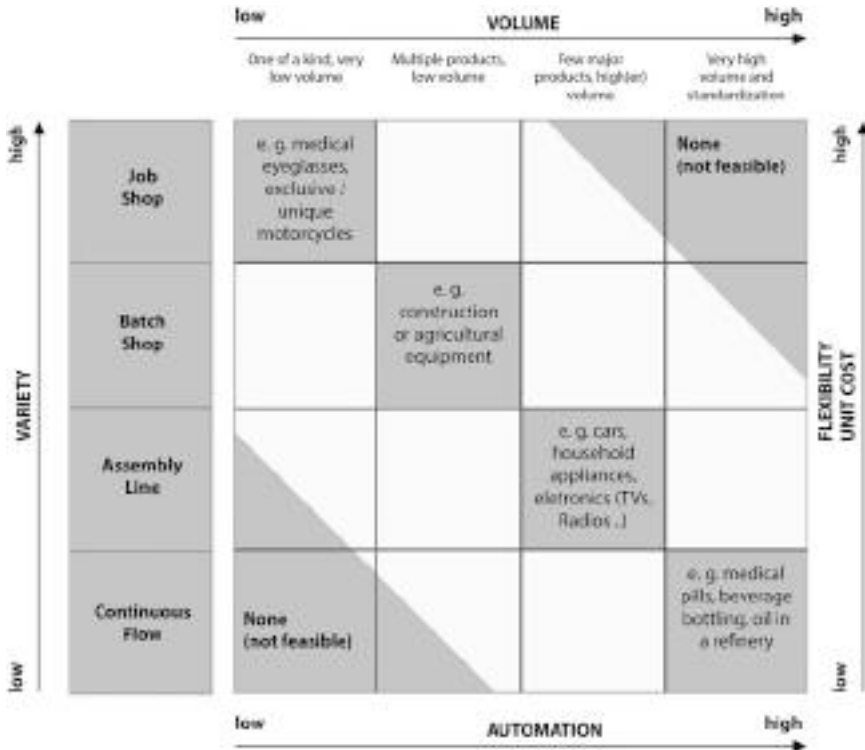 low high
VOLUME
One of a kind, very
low volume
Multiple products,
low volume
Few major
products, high(er)
volume
Very high
volume and
standardization
high
VARIETY
low
Job
Shop
e. g. medical
eyeglasses,
exclusive /
unique
motorcycles
None
(not feasible)
Batch
Shop
e. g.
construction
or agricultural
equipment
Assembly
Line
e. g. cars,
household
appliances,
eletronics (TVs,
Radios ..)
Continuous
Flow
None
(not feasible)
e. g. medical
pills, beverage
bottling, oil in
a refinery
high
FLEXIBILITY
UNIT COST
low
low high
AUTOMATION